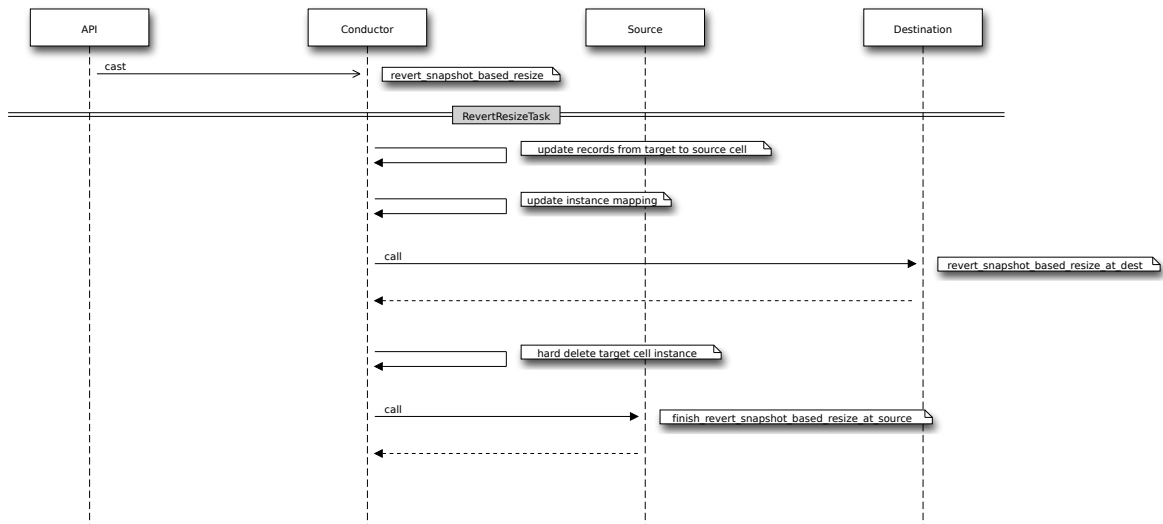 API
Conductor
Source
Destination
cast
revert_snapshot_based_resize
RevertResizeTask
update records from target to source cell
update instance mapping
call
revert_snapshot_based_resize_at_dest
hard delete target cell instance
call
finish_revert_snapshot_based_resize_at_source